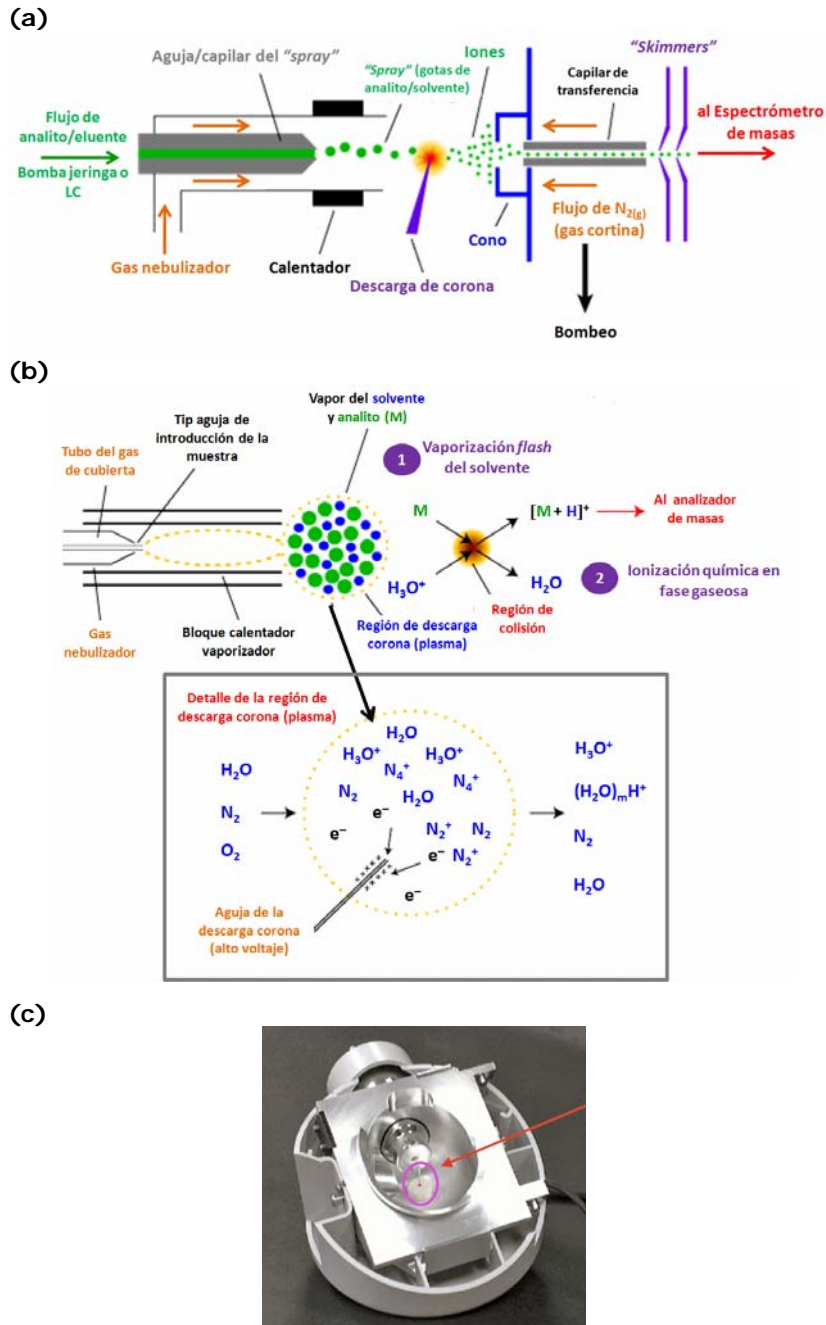 (a)
Aguja/capilar del "spray"
"Spray" (gotas de
analito/solvente)
Iones
"Skimmers"
Capilar de
transferencia
Flujo de
analito/eluente
Bomba jeringa o
LC
al Espectrómetro
de masas
Gas nebulizador
Calentador
Descarga de corona
Cono
Flujo de N2(g)
(gas cortina)
Bombeo
(b)
Vapor del solvente
y analito (M)
Tip aguja de
introducción de la
muestra
Tubo del gas
de cubierta
1
Vaporización flash
del solvente
M
[M + H]+
Al analizador
de masas
H3O+
H2O
2
Ionización química en
fase gaseosa
Región de
colisión
Gas
nebulizador
Bloque calentador
vaporizador
Región de descarga
corona (plasma)
Detalle de la región de
descarga corona (plasma)
H2O
N2
O2
H2O
H3O+
H3O+
N4+
N4+
N2
H2O
e−
e−
N2+
N2
e−
N2+
e−
Aguja de la
descarga corona
(alto voltaje)
H3O+
(H2O)mH+
N2
H2O
(c)